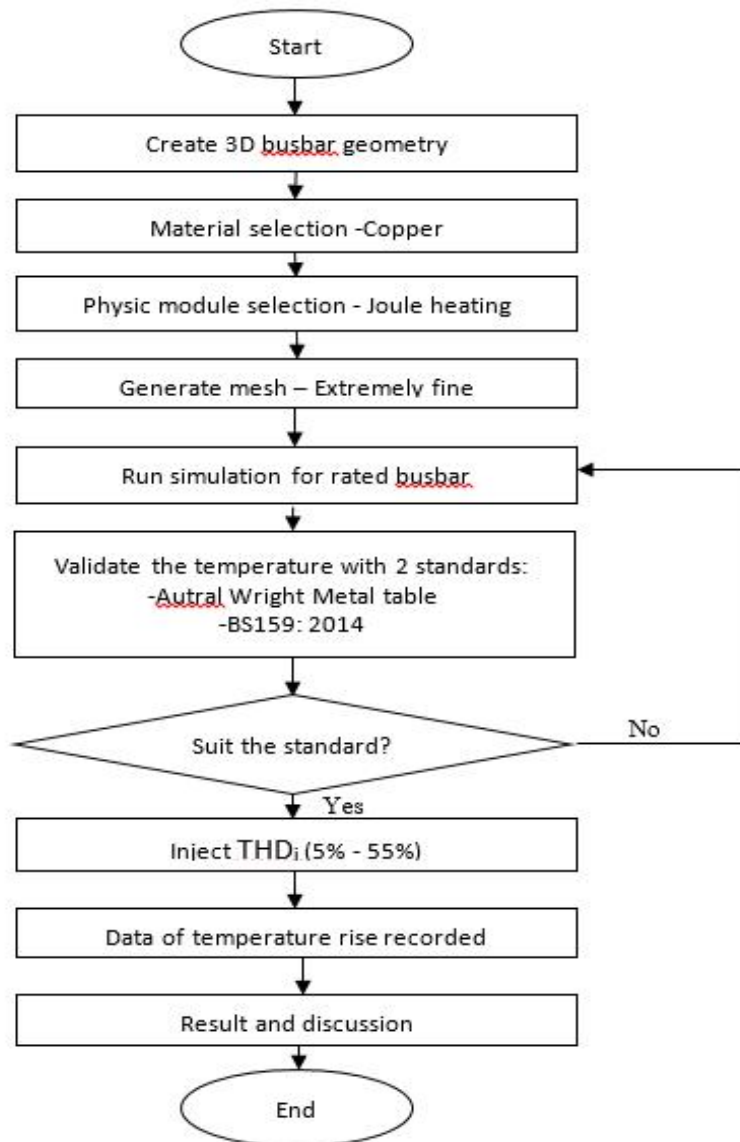 Start
Create 3D busbar geometry
Material selection -Copper
Physic module selection - Joule heating
Generate mesh – Extremely fine
Run simulation for rated busbar
Validate the temperature with 2 standards:
-Autral Wright Metal table
-BS159: 2014
Suit the standard?
No
Yes
Inject THDi (5% - 55%)
Data of temperature rise recorded
Result and discussion
End